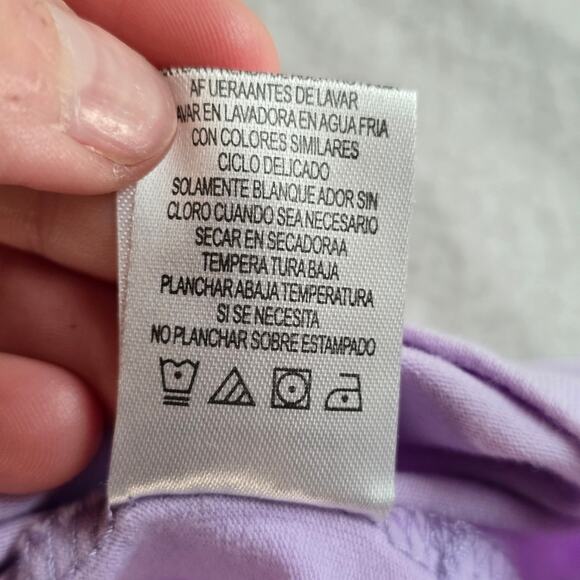 AF UERAANTES DE LAVAR
AVAR EN LAVADORA EN AGUA FRIA
CON COLORES SIMILARES
CICLO DELICADO
SOLAMENTE BLANQUE ADOR SIN
CLORO CUANDO SEA NECESARIO
SECAR EN SECADORAA
TEMPERA TURA BAJA
PLANCHAR ABAJA TEMPERATURA
SI SE NECESITA
NO PLANCHAR SOBRE ESTAMPADO